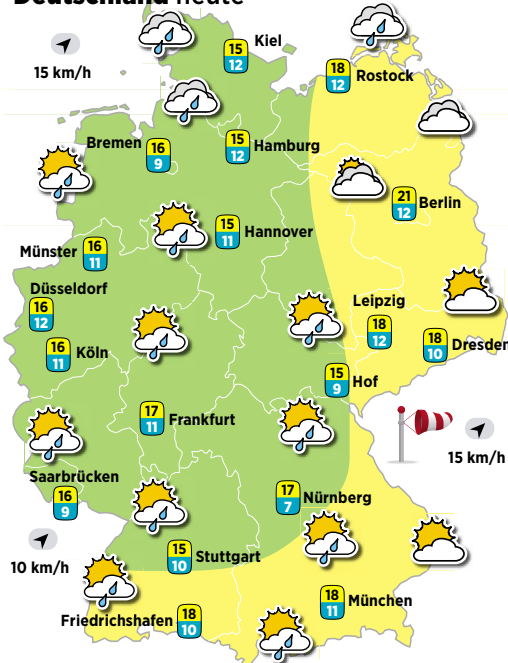 Deutschland heute
Kiel
15
12
15 km/h
18
12
Rostock
Bremen
16
9
15
12
Hamburg
21
12
Berlin
15
11
Hannover
Münster
16
11
Düsseldorf
16
12
Leipzig
18
12
18
10
Dresden
16
11
Köln
15
9
Hof
17
11
Frankfurt
15 km/h
Saarbrücken
16
9
17
7
Nürnberg
10 km/h
15
10
Stuttgart
18
11
München
Friedrichshafen
18
10